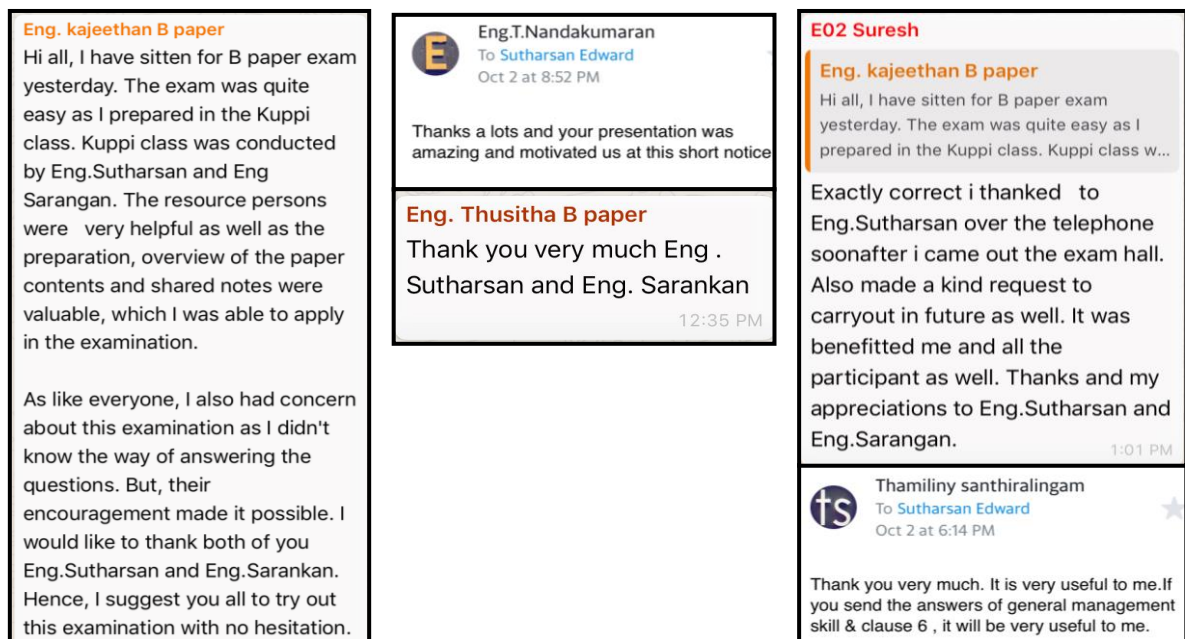 Eng. kajeethan B paper
Hi all, I have sitten for B paper exam
yesterday. The exam was quite
easy as I prepared in the Kuppi
class. Kuppi class was conducted
by Eng.Sutharsan and Eng
Sarangan. The resource persons
were very helpful as well as the
preparation, overview of the paper
contents and shared notes were
valuable, which I was able to apply
in the examination.
As like everyone, I also had concern
about this examination as I didn't
know the way of answering the
questions. But, their
encouragement made it possible. I
would like to thank both of you
Eng.Sutharsan and Eng.Sarankan.
Hence, I suggest you all to try out
this examination with no hesitation.
E
Eng.T.Nandakumaran
To Sutharsan Edward
Oct 2 at 8:52 PM
Thanks a lots and your presentation was
amazing and motivated us at this short notice
Eng. Thusitha B paper
Thank you very much Eng .
Sutharsan and Eng. Sarankan
12:35 PM
E02 Suresh
Eng. kajeethan B paper
Hi all, I have sitten for B paper exam
yesterday. The exam was quite easy as I
prepared in the Kuppi class. Kuppi class w...
Exactly correct i thanked to
Eng.Sutharsan over the telephone
soonafter i came out the exam hall.
Also made a kind request to
carryout in future as well. It was
benefitted me and all the
participant as well. Thanks and my
appreciations to Eng.Sutharsan and
Eng.Sarangan.
1:01 PM
ts
Thamiliny santhiralingam
To Sutharsan Edward
Oct 2 at 6:14 PM
Thank you very much. It is very useful to me.If
you send the answers of general management
skill & clause 6 , it will be very useful to me.